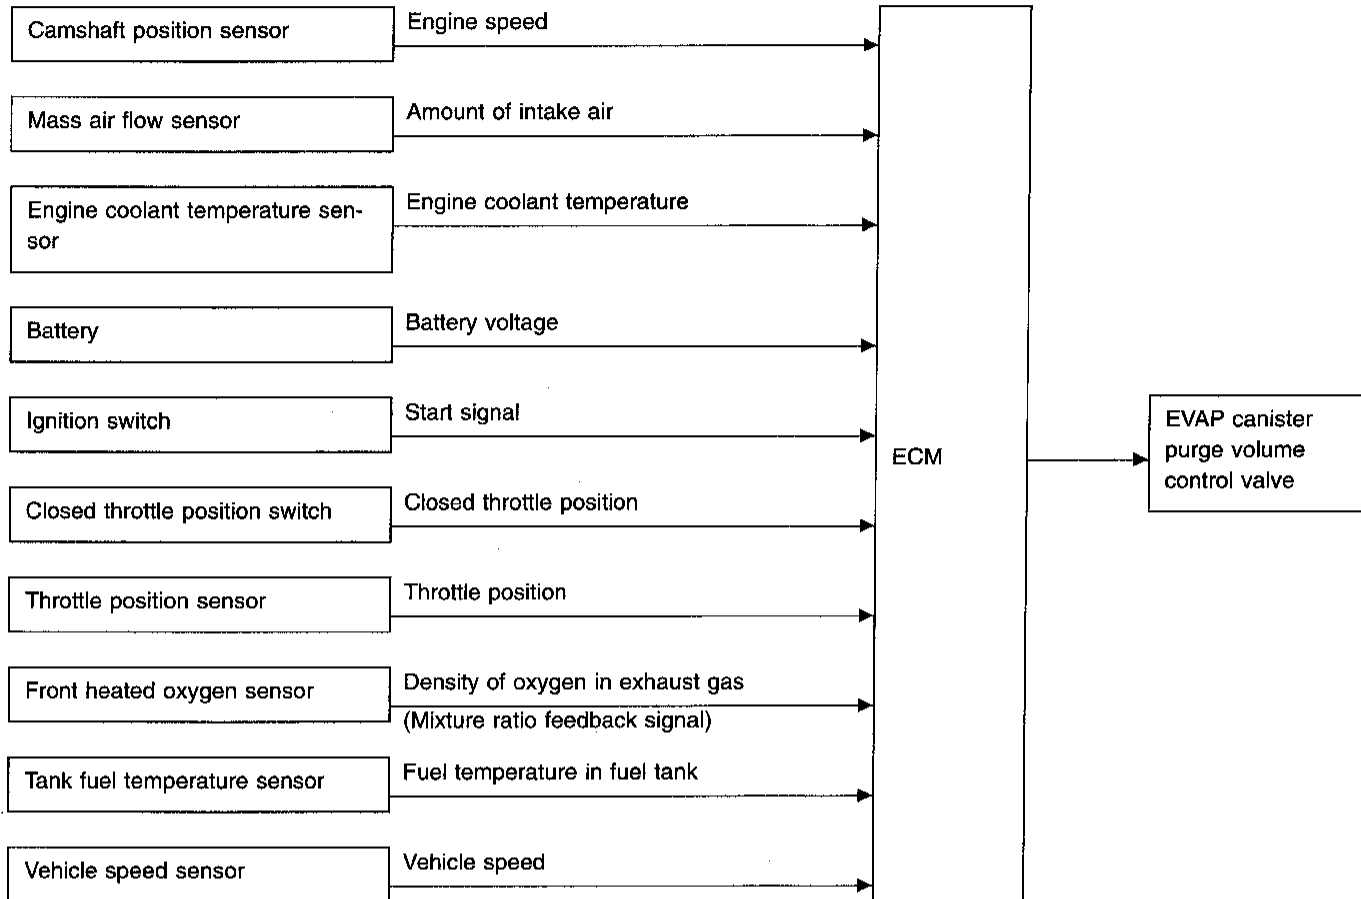 Camshaft position sensor
Engine speed
Mass air flow sensor
Amount of intake air
Engine coolant temperature sen-
sor
Engine coolant temperature
Battery
Battery voltage
Ignition switch
Start signal
Closed throttle position switch
Closed throttle position
Throttle position sensor
Throttle position
Front heated oxygen sensor
Density of oxygen in exhaust gas
(Mixture ratio feedback signal)
Tank fuel temperature sensor
Fuel temperature in fuel tank
Vehicle speed sensor
Vehicle speed
ECM
EVAP canister
purge volume
control valve